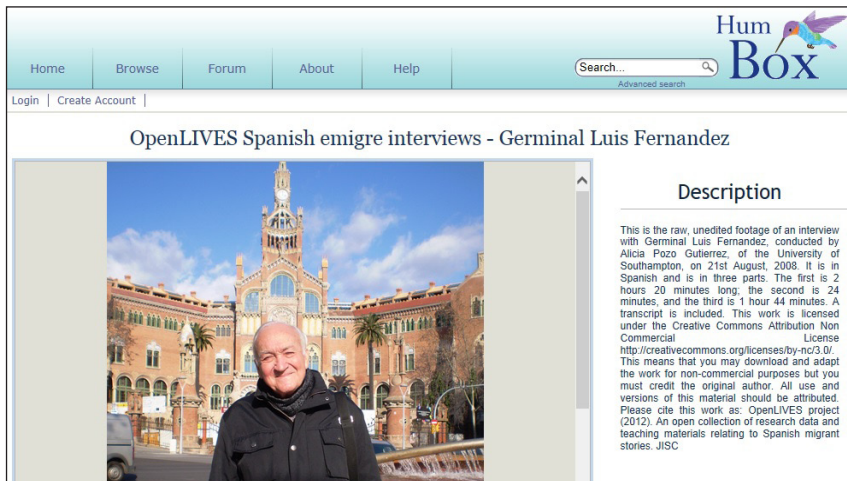 Hum
Box
Home Browse Forum About Help
Search...
Advanced search
Login | Create Account |
OpenLIVES Spanish emigre interviews - Germinal Luis Fernandez
Description
This is the raw, unedited footage of an interview
with Germinal Luis Fernandez, conducted by
Alicia Pozo Gutierrez, of the University of
Southampton, on 21st August, 2008. It is in
Spanish and is in three parts. The first is 2
hours 20 minutes long; the second is 24
minutes, and the third is 1 hour 44 minutes. A
transcript is included. This work is licensed
under the Creative Commons Attribution Non
Commercial License
http://creativecommons.org/licenses/by-nc/3.0/.
This means that you may download and adapt
the work for non-commercial purposes but you
must credit the original author. All use and
versions of this material should be attributed.
Please cite this work as: OpenLIVES project
(2012). An open collection of research data and
teaching materials relating to Spanish migrant
stories. JISC